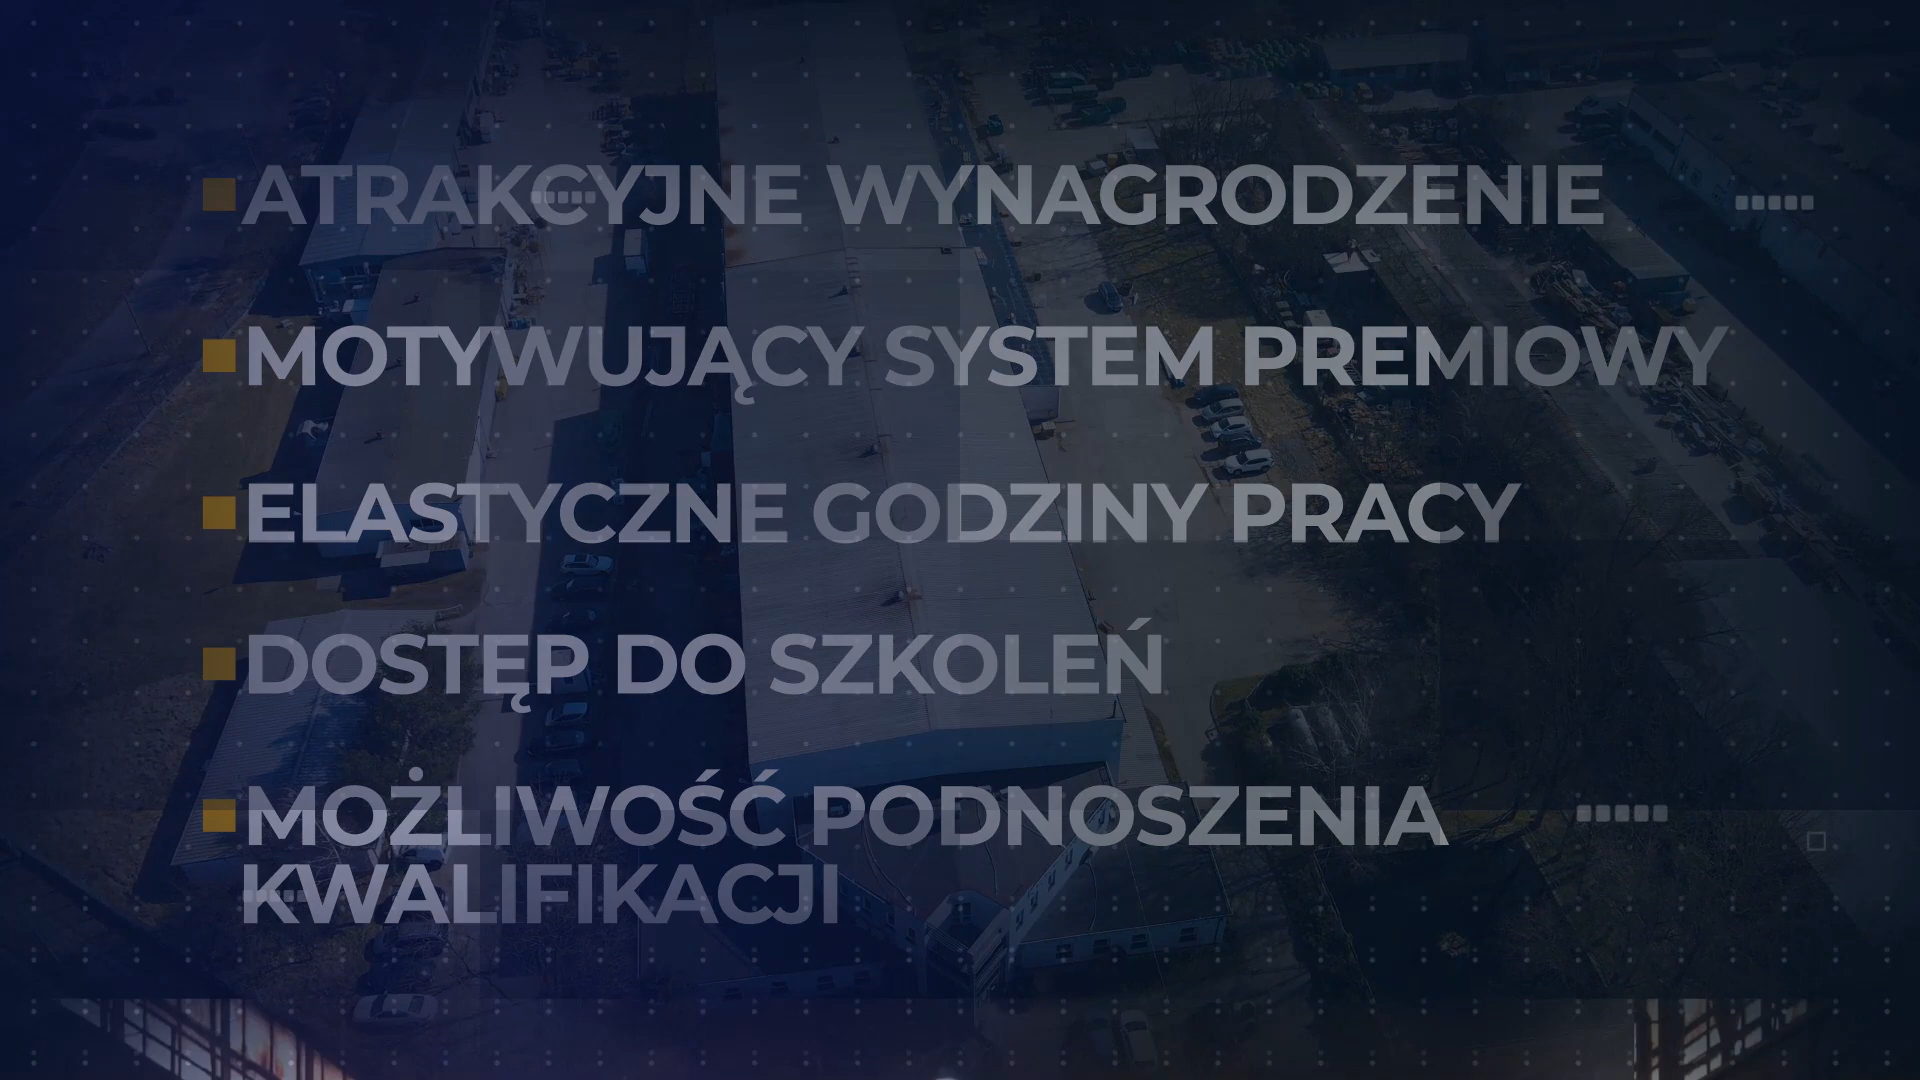 ATRAKCYJNE WYNAGRODZENIE
MOTYWUJĄCY SYSTEM PREMIOWY
ELASTYCZNE GODZINY PRACY
DOSTĘP DO SZKOLEŃ
MOŻLIWOŚĆ PODNOSZENIA
KWALIFIKACJI